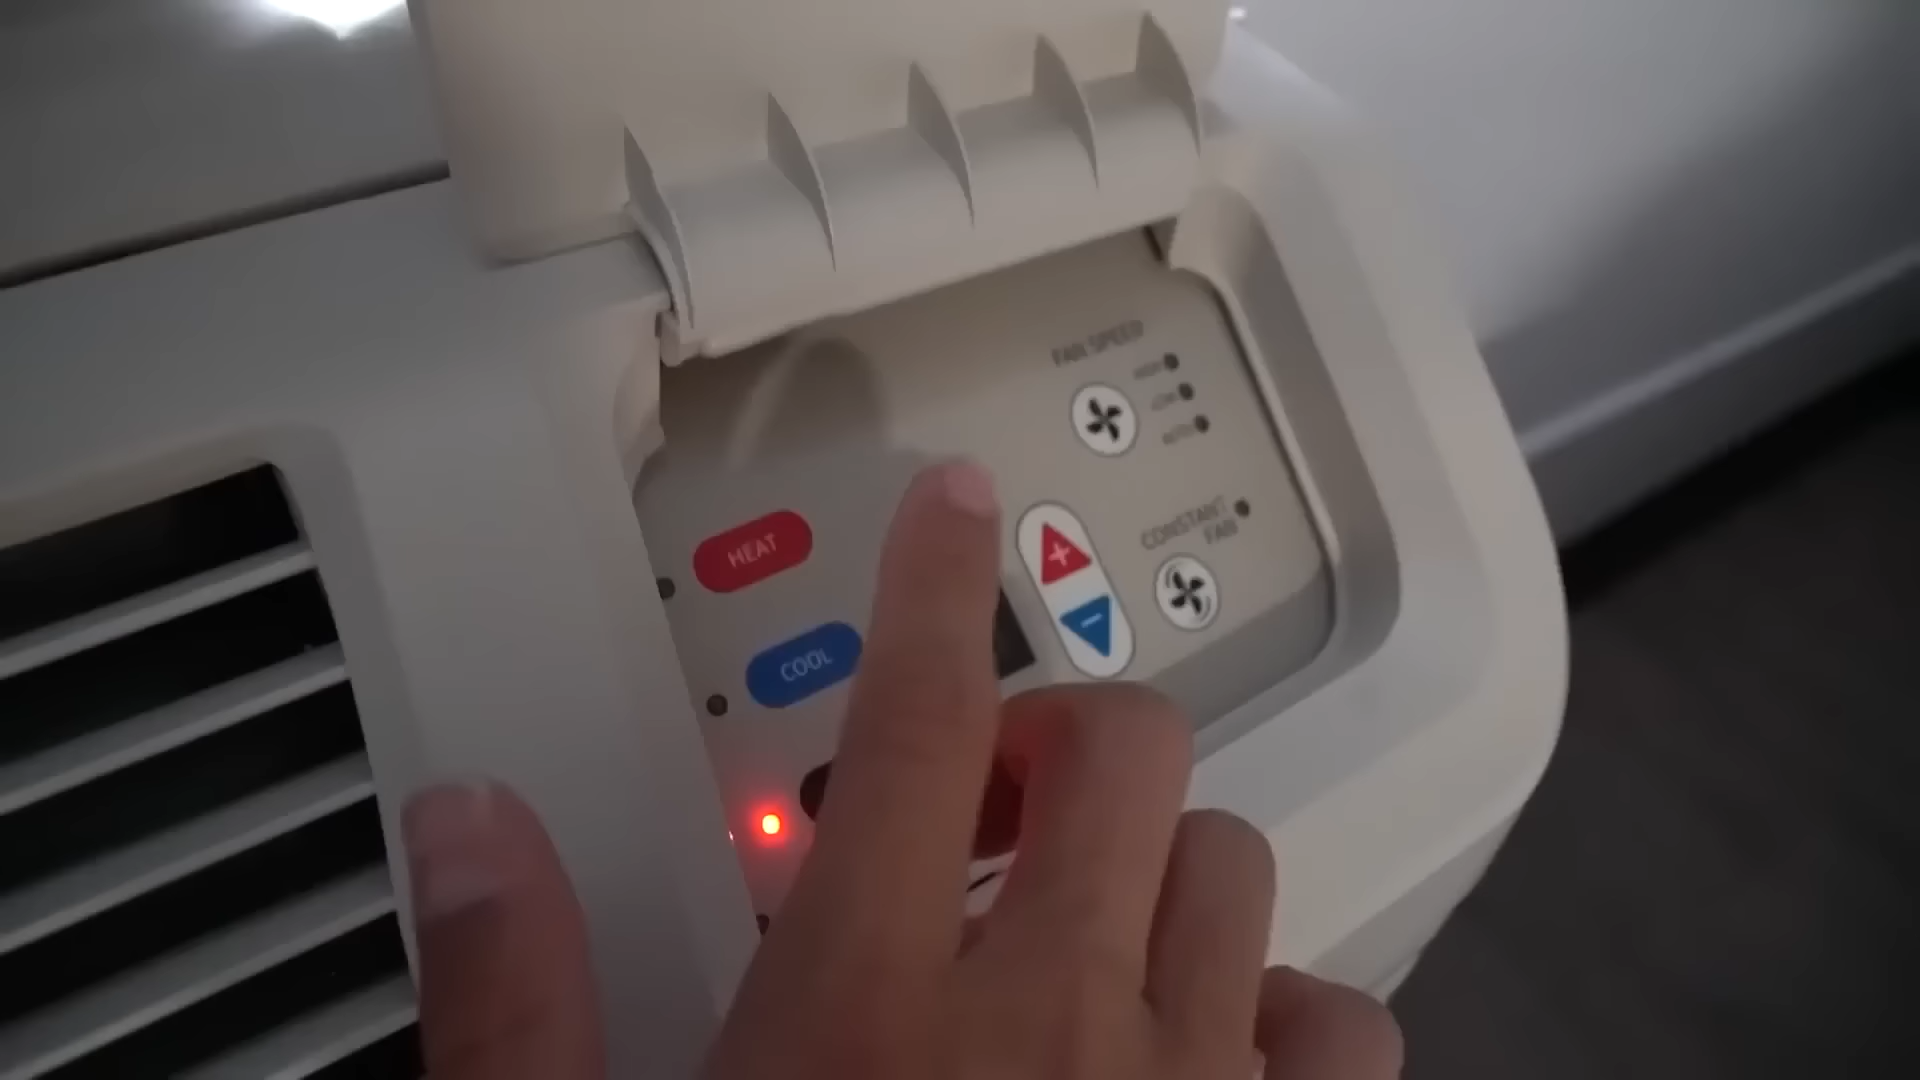 FAN SPEED
HIGH
LOW
AUTO
CONSTANT
FAN
HEAT
COOL